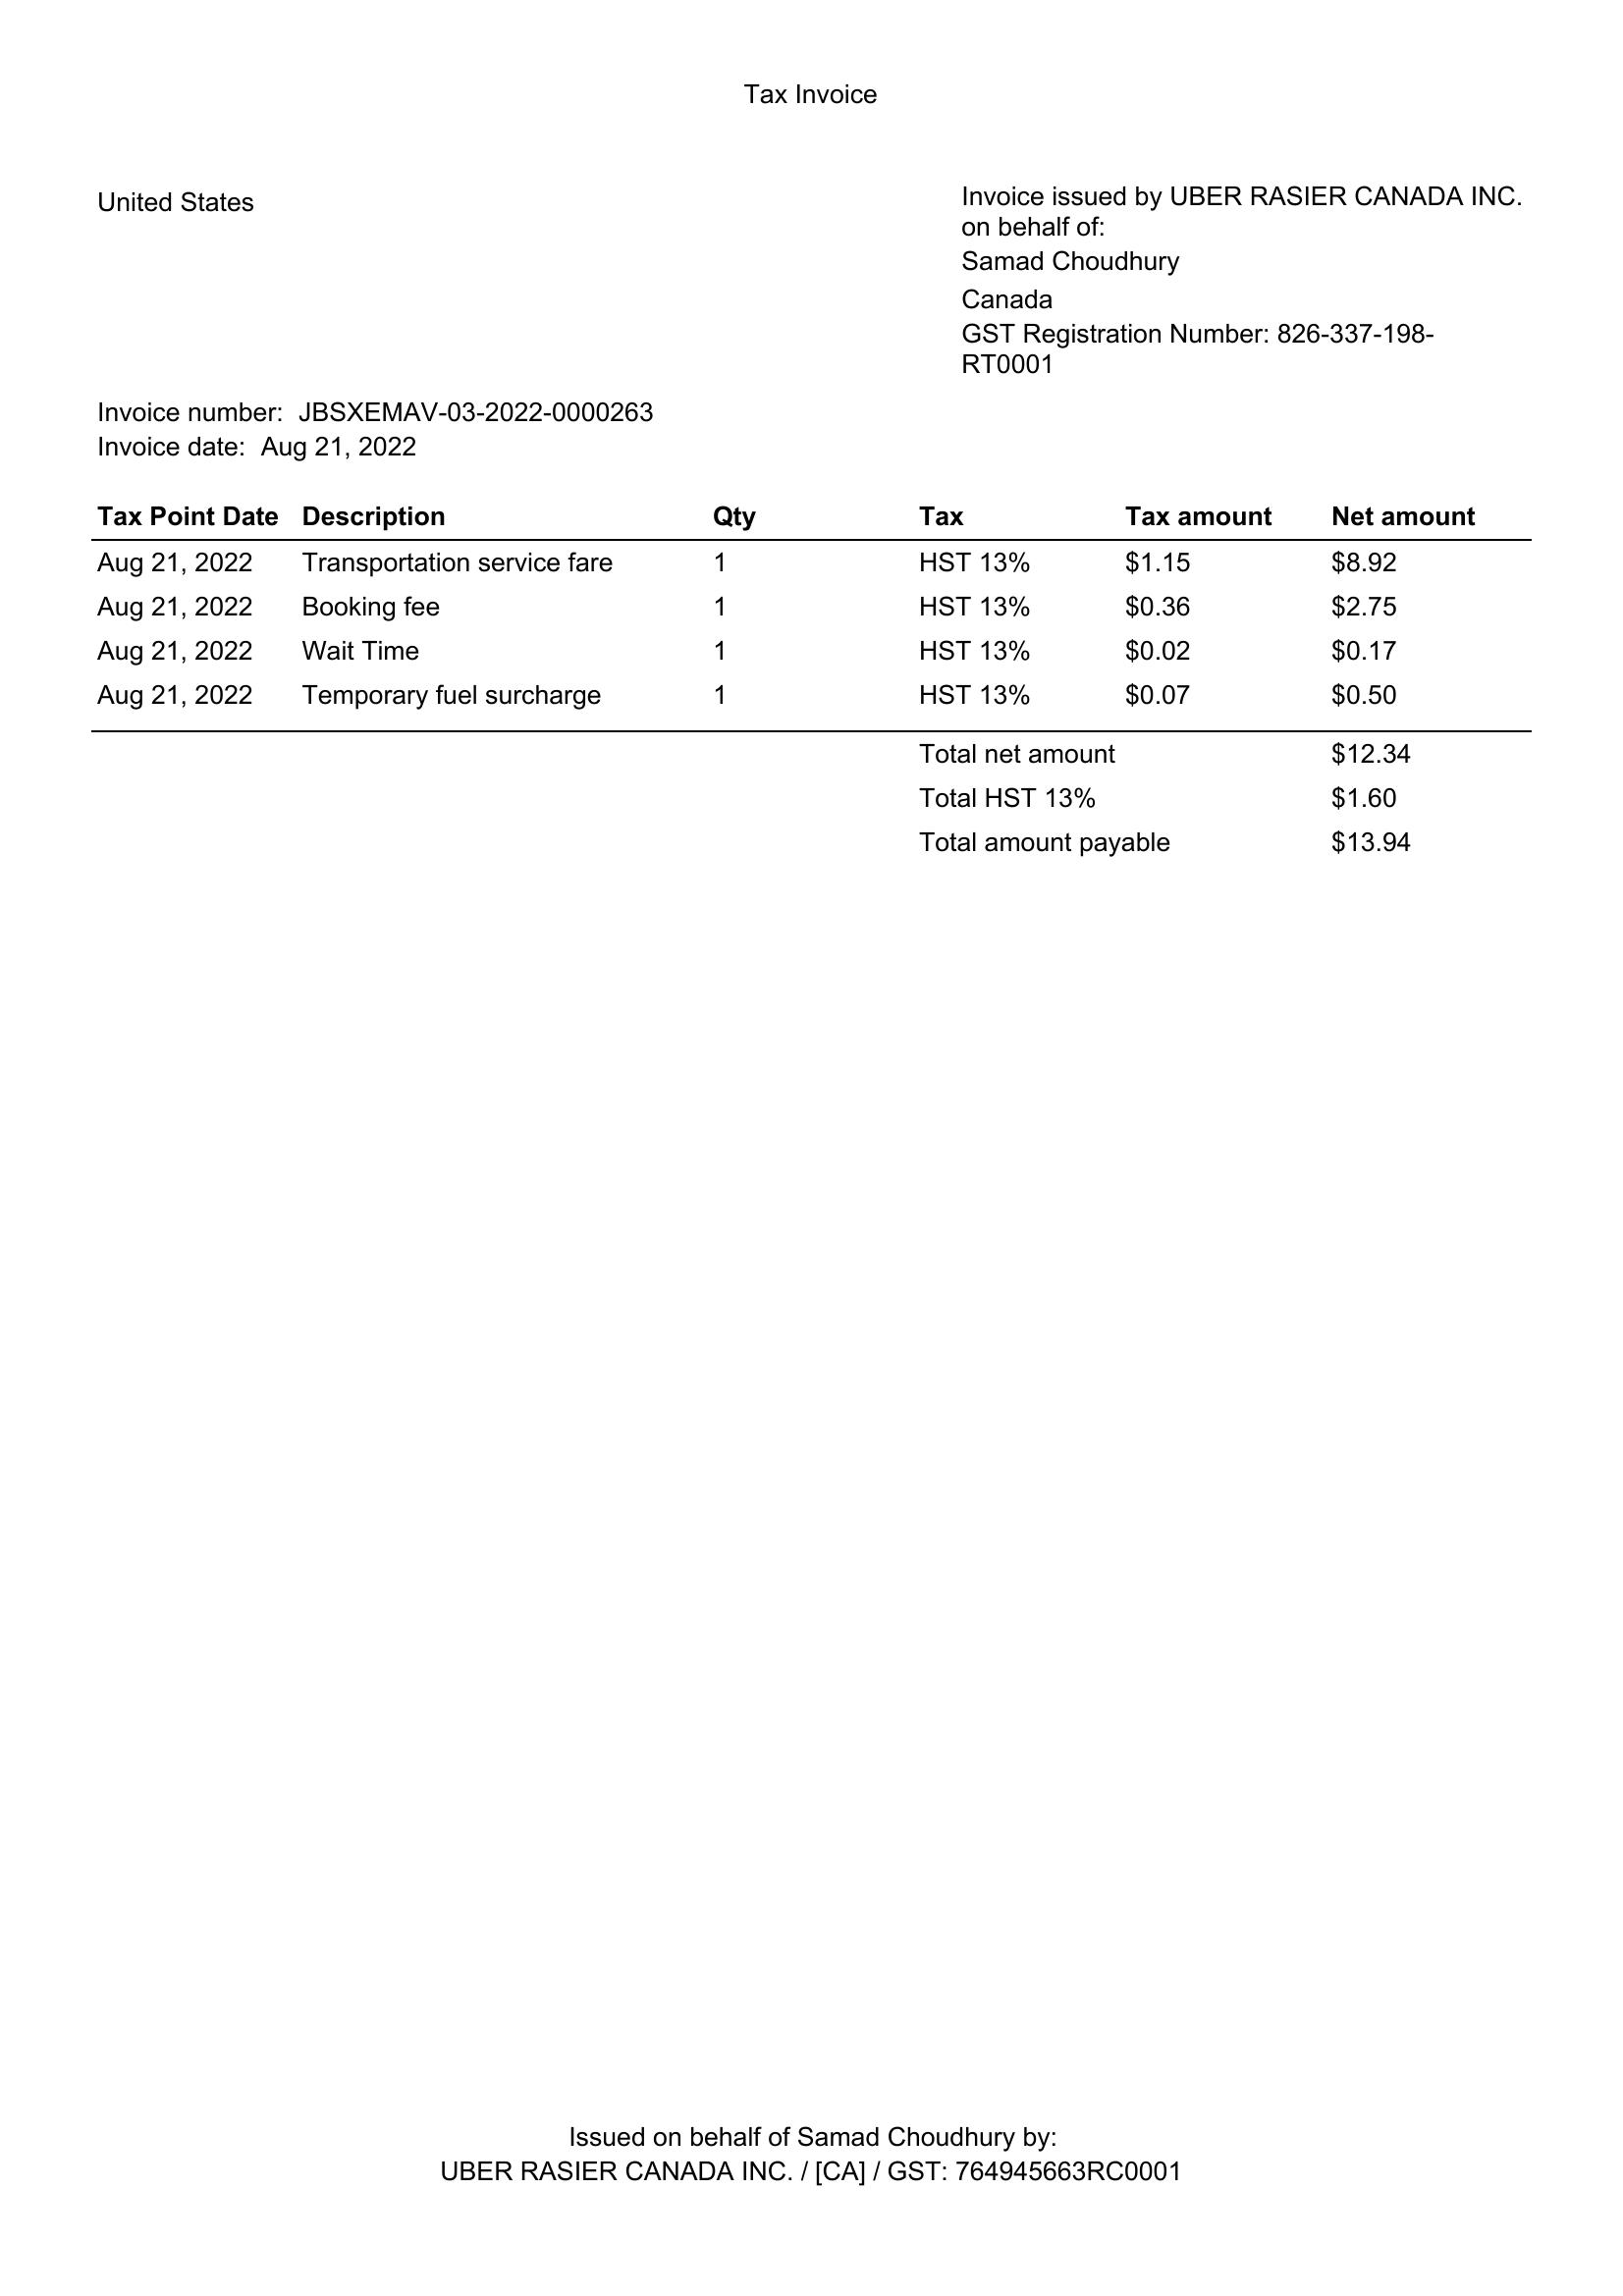 Tax Invoice
United States
Invoice issued by UBER RASIER CANADA INC.
on behalf of:
Samad Choudhury
Canada
GST Registration Number: 826-337-198-
RT0001
Invoice number: JBSXEMAV-03-2022-0000263
Invoice date: Aug 21, 2022
Tax Point Date Description Qty Tax Tax amount Net amount
Aug 21, 2022 Transportation service fare 1 HST 13% $1.15 $8.92
Aug 21, 2022 Booking fee 1 HST 13% $0.36 $2.75
Aug 21, 2022 Wait Time 1 HST 13% $0.02 $0.17
Aug 21, 2022 Temporary fuel surcharge 1 HST 13% $0.07 $0.50
Total net amount $12.34
Total HST 13% $1.60
Total amount payable $13.94
Issued on behalf of Samad Choudhury by:
UBER RASIER CANADA INC. / [CA] / GST: 764945663RC0001